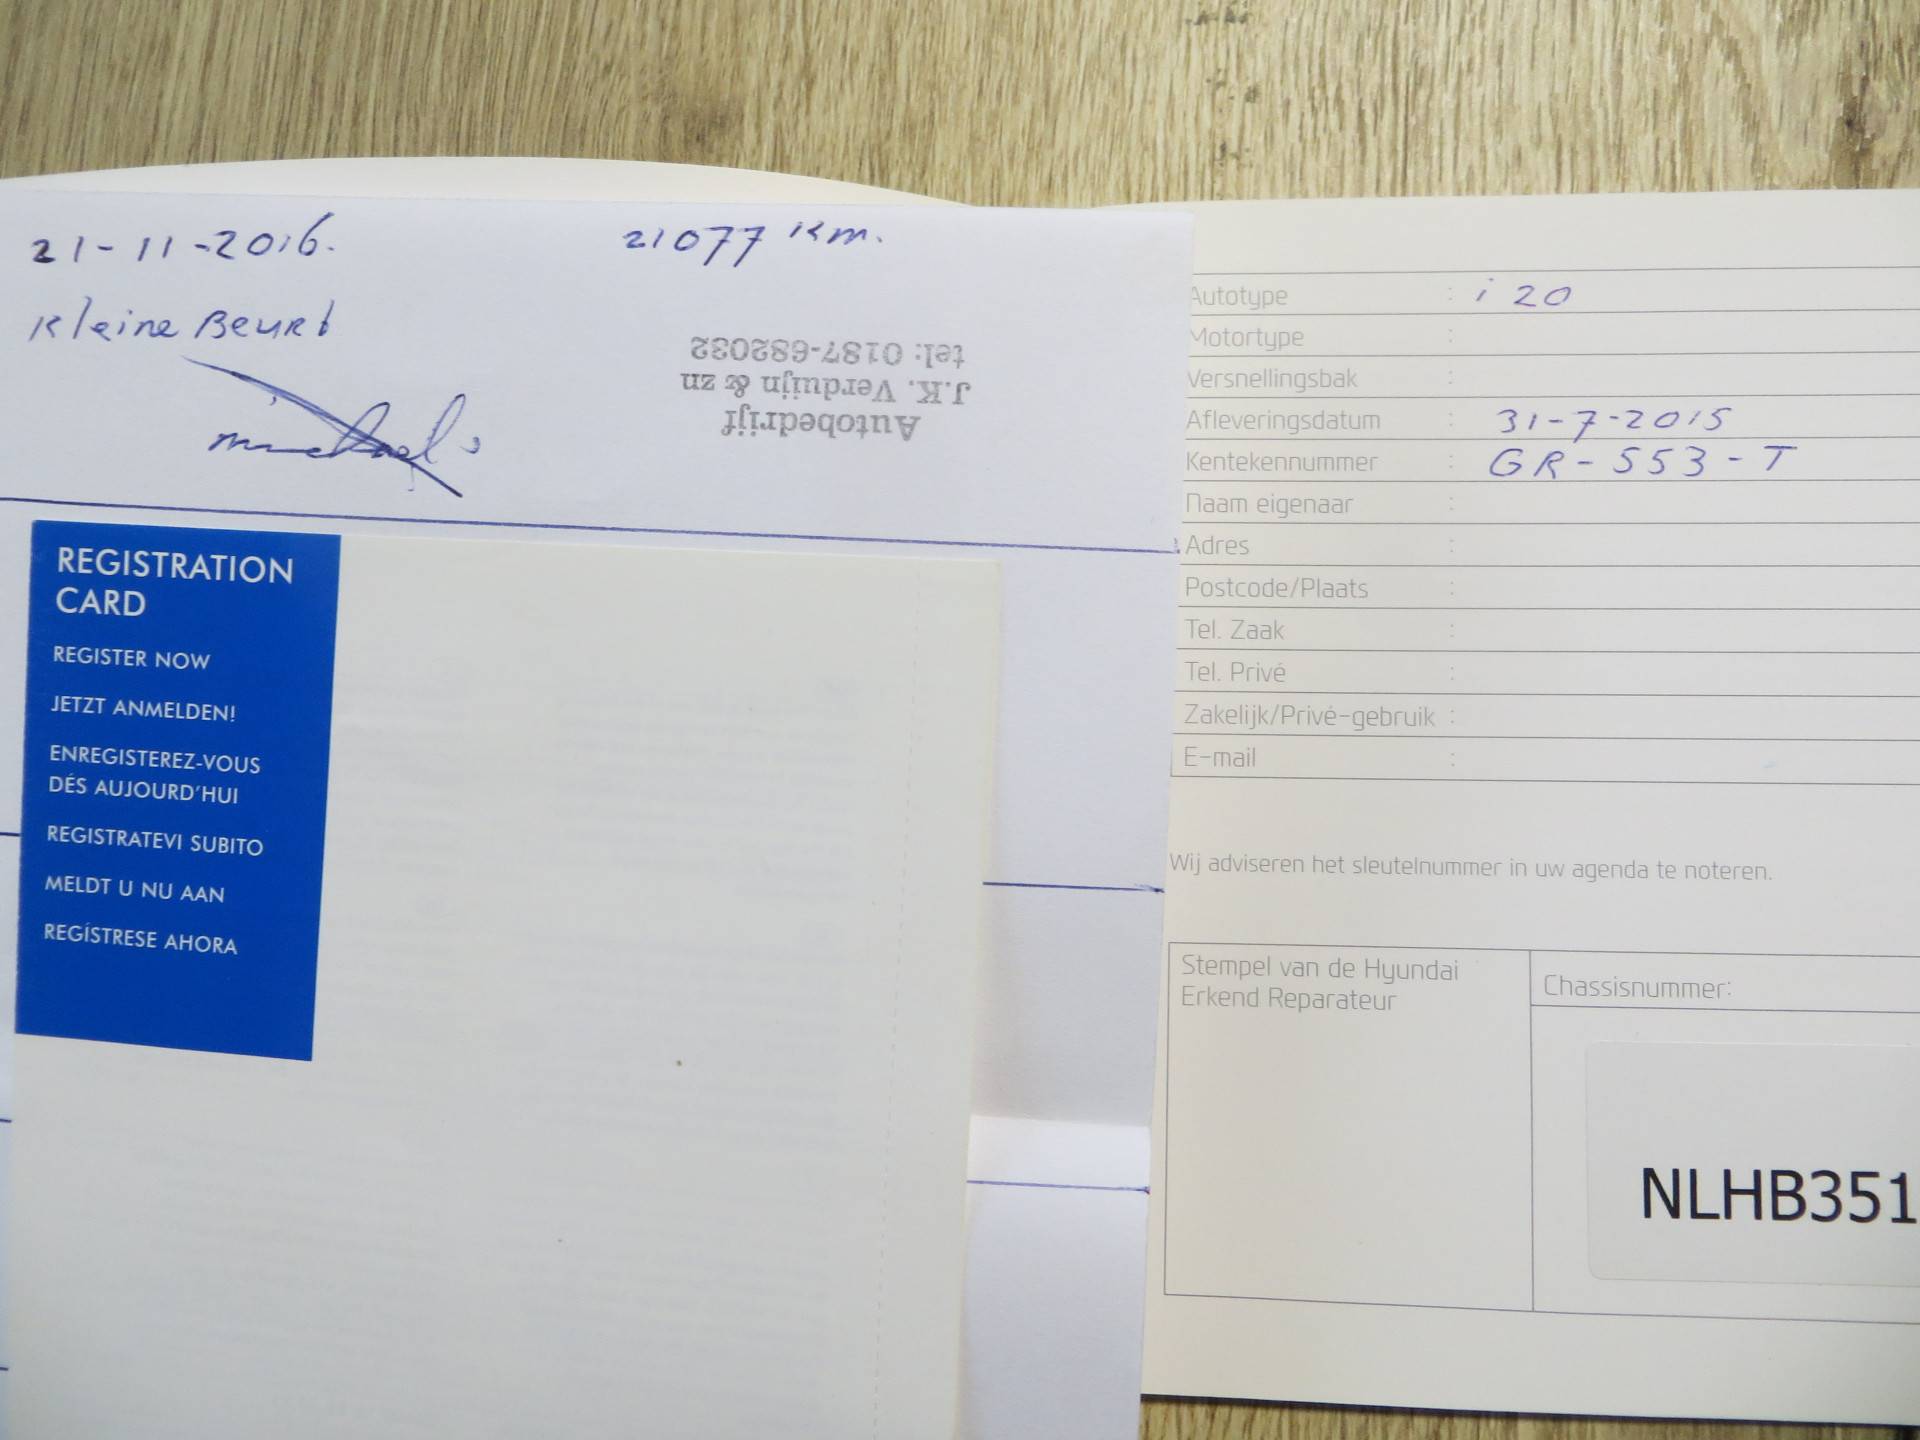 21-11-2016.
21077 km.
Kleine Beurt
Autobedrijf
J.K. Verduijn & zn
tel: 0187-682032
REGISTRATION
CARD
REGISTER NOW
JETZT ANMELDEN!
ENREGISTEREZ-VOUS
DÉS AUJOURD'HUI
REGISTRATEVI SUBITO
MELDT U NU AAN
REGÍSTRESE AHORA
Autotype : i 20
Motortype :
Versnellingsbak :
Afleveringsdatum : 31-7-2015
Kentekennummer : GR-553-T
Naam eigenaar :
Adres :
Postcode/Plaats :
Tel. Zaak :
Tel. Privé :
Zakelijk/Privé-gebruik :
E-mail :
Wij adviseren het sleutelnummer in uw agenda te noteren.
Stempel van de Hyundai
Erkend Reparateur
Chassisnummer:
NLHB351